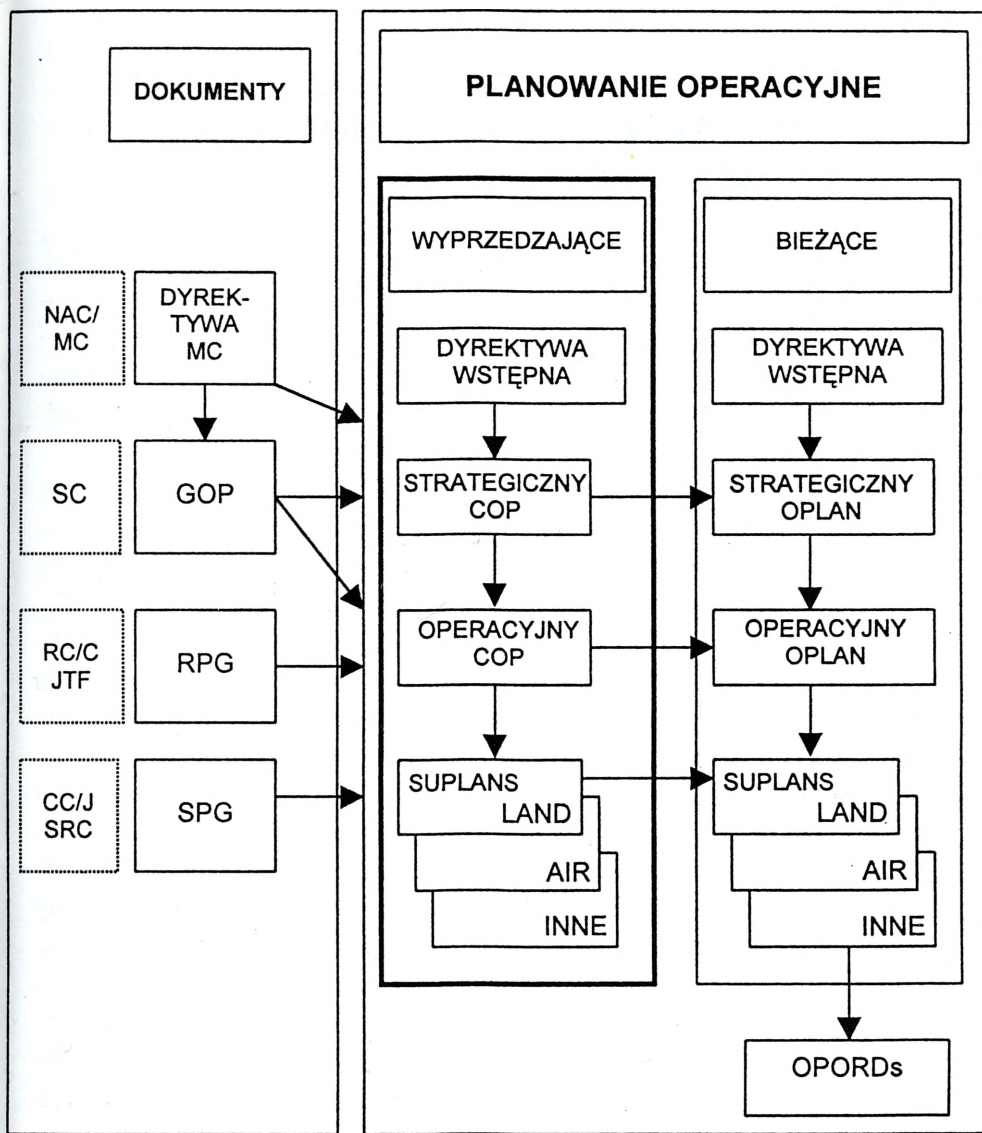 DOKUMENTY
PLANOWANIE OPERACYJNE
WYPRZEDZAJĄCE
BIEŻĄCE
NAC/
MC
DYREK-
TYWA
MC
DYREKTYWA
WSTĘPNA
DYREKTYWA
WSTĘPNA
SC
GOP
STRATEGICZNY
COP
STRATEGICZNY
OPLAN
RC/C
JTF
RPG
OPERACYJNY
COP
OPERACYJNY
OPLAN
CC/J
SRC
SPG
SUPLANS
LAND
AIR
INNE
SUPLANS
LAND
AIR
INNE
OPORDs